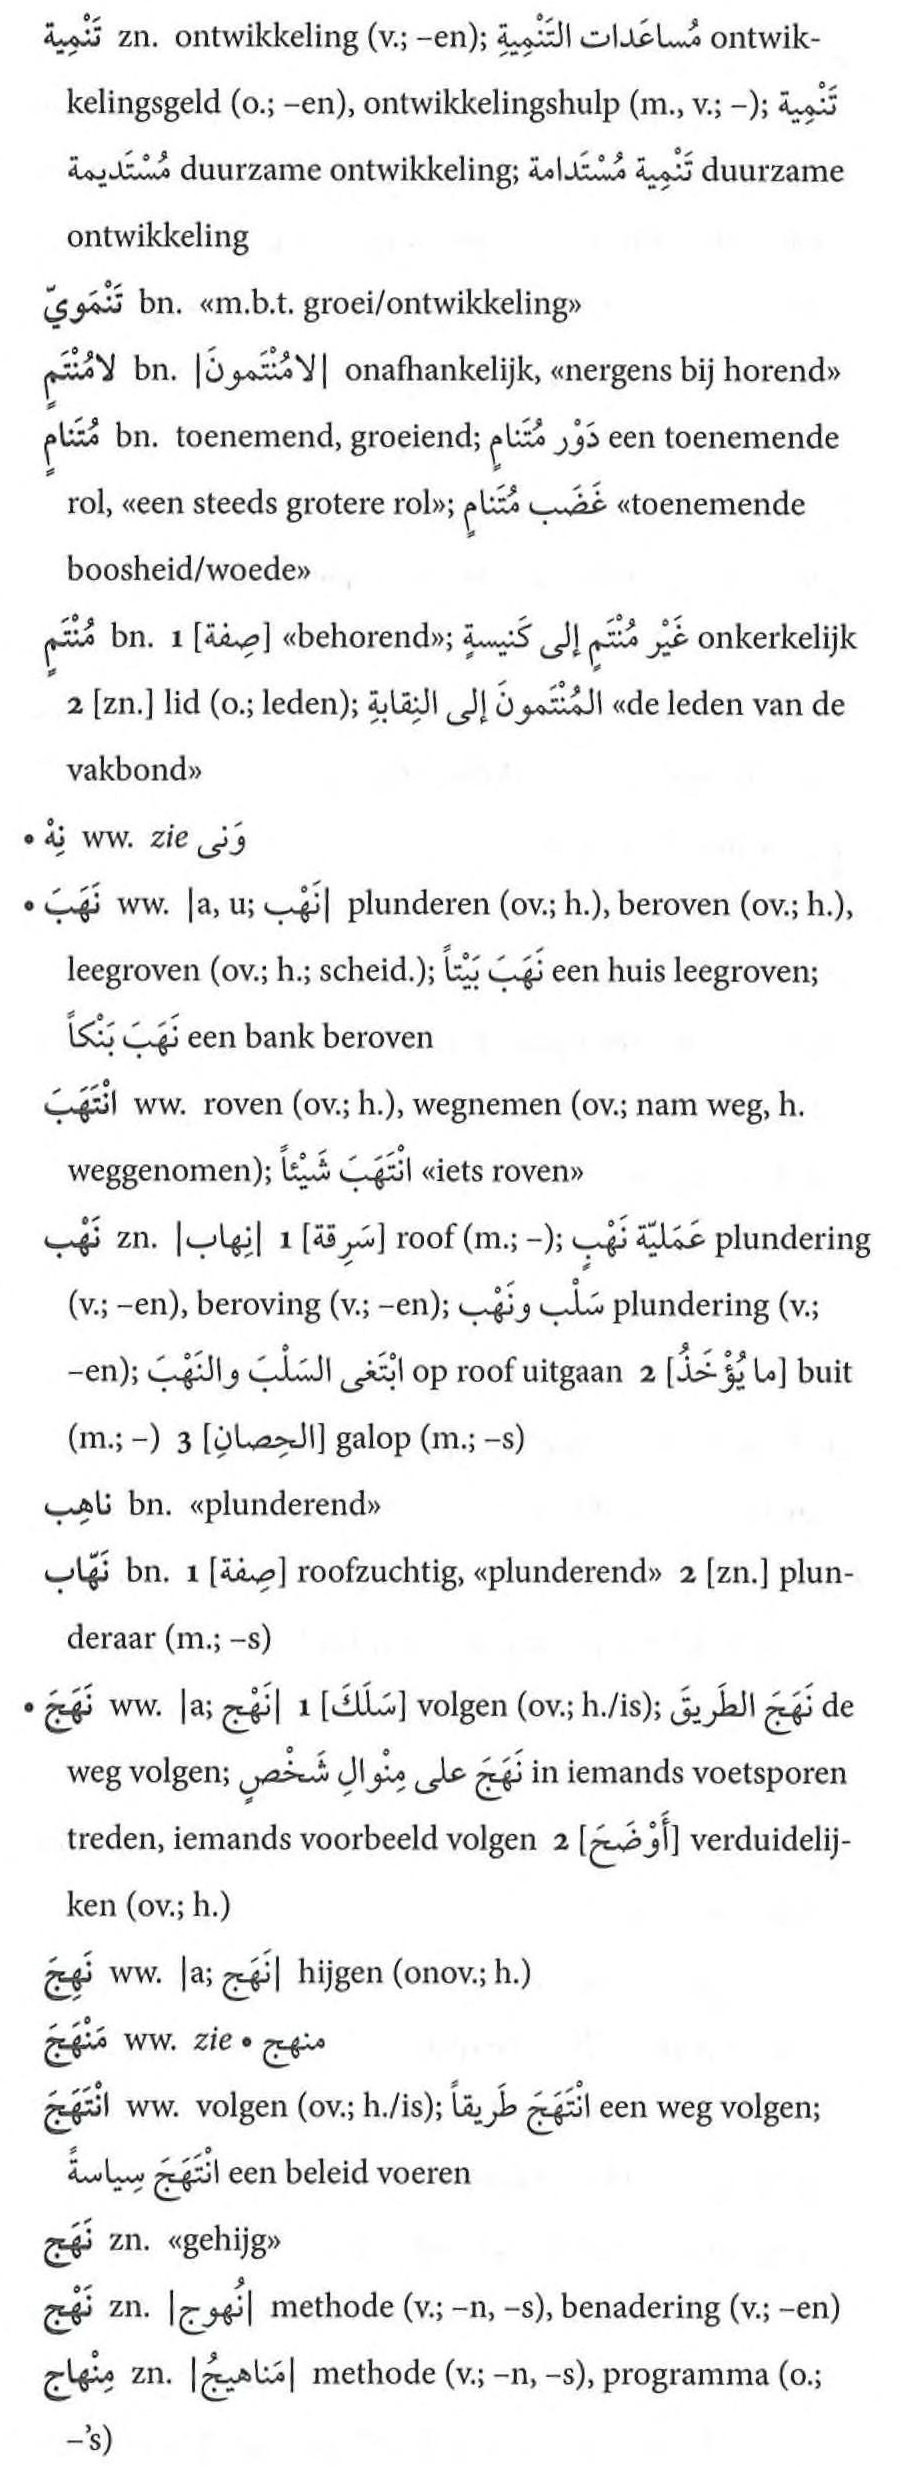 تَنْمِية zn. ontwikkeling (v.; –en); مُساعَدات التَنْمِيةِ ontwik-
kelingsgeld (o.; –en), ontwikkelingshulp (m., v.; –); تَنْمِية
مُسْتَديمة duurzame ontwikkeling; تَنْمِية مُسْتَدامة duurzame
ontwikkeling
تَنْمَويّ bn. «m.b.t. groei/ontwikkeling»
لامُنْتَمٍ bn. |لامُنْتَمونَ| onafhankelijk, «nergens bij horend»
مُتَنامٍ bn. toenemend, groeiend; دَوْر مُتَنامٍ een toenemende
rol, «een steeds grotere rol»; غَضَب مُتَنامٍ «toenemende
boosheid/woede»
مُنْتَمٍ bn. 1 [صِفة] «behorend»; غَيْر مُنْتَمٍ إلى كَنيسةٍ onkerkelijk
2 [zn.] lid (o.; leden); المُنْتَمونَ إلى النِقابةِ «de leden van de
vakbond»
• نِهْ ww. zie وَنى
• نَهَبَ ww. |a, u; نَهْب| plunderen (ov.; h.), beroven (ov.; h.),
leegroven (ov.; h.; scheid.); نَهَبَ بَيْتاً een huis leegroven;
نَهَبَ بَنْكاً een bank beroven
انْتَهَبَ ww. roven (ov.; h.), wegnemen (ov.; nam weg, h.
weggenomen); انْتَهَبَ شَيْئاً «iets roven»
نَهْب zn. |نِهاب| 1 [سَرِقة] roof (m.; –); عَمَليّة نَهْبٍ plundering
(v.; –en), beroving (v.; –en); سَلْب ونَهْب plundering (v.;
–en); ابْتَغى السَلْبَ والنَهْبَ op roof uitgaan 2 [ما يُؤْخَذُ] buit
(m.; –) 3 [الحِصانِ] galop (m.; –s)
ناهِب bn. «plunderend»
نَهّاب bn. 1 [صِفة] roofzuchtig, «plunderend» 2 [zn.] plun-
deraar (m.; –s)
• نَهَجَ ww. |a; نَهْج| 1 [سَلَكَ] volgen (ov.; h./is); نَهَجَ الطَريقَ de
weg volgen; نَهَجَ على مِنْوالِ شَخْصٍ in iemands voetsporen
treden, iemands voorbeeld volgen 2 [أَوْضَحَ] verduidelij-
ken (ov.; h.)
نَهِجَ ww. |a; نَهَج| hijgen (onov.; h.)
مَنْهَجَ ww. zie • منهج
انْتَهَجَ ww. volgen (ov.; h./is); انْتَهَجَ طَريقاً een weg volgen;
انْتَهَجَ سِياسةً een beleid voeren
نَهَج zn. «gehijg»
نَهْج zn. |نُهوج| methode (v.; –n, –s), benadering (v.; –en)
مِنْهاج zn. |مَناهيجُ| methode (v.; –n, –s), programma (o.;
–’s)